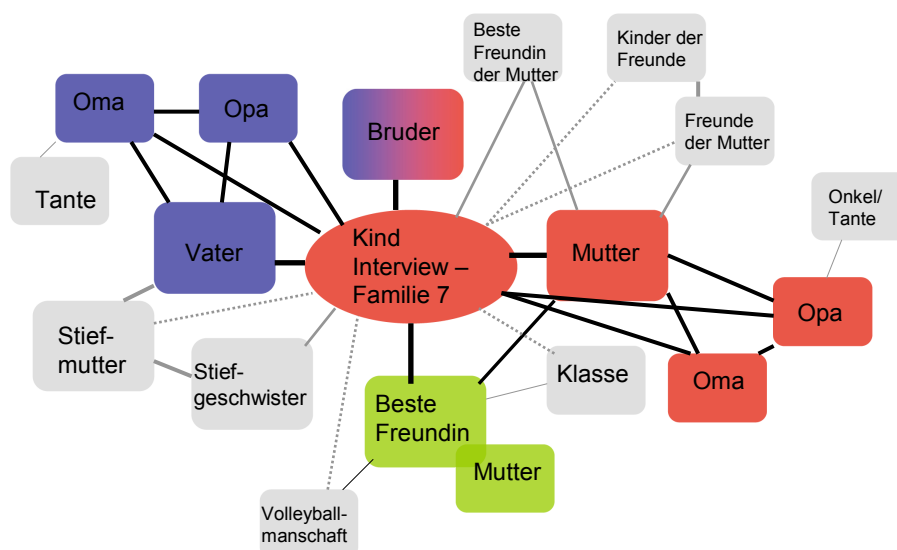 Beste
Freundin
der Mutter
Kinder der
Freunde
Oma
Opa
Bruder
Freunde
der Mutter
Tante
Onkel/
Tante
Vater
Kind
Interview –
Familie 7
Mutter
Opa
Stief-
mutter
Stief-
geschwister
Klasse
Oma
Beste
Freundin
Mutter
Volleyball-
manschaft